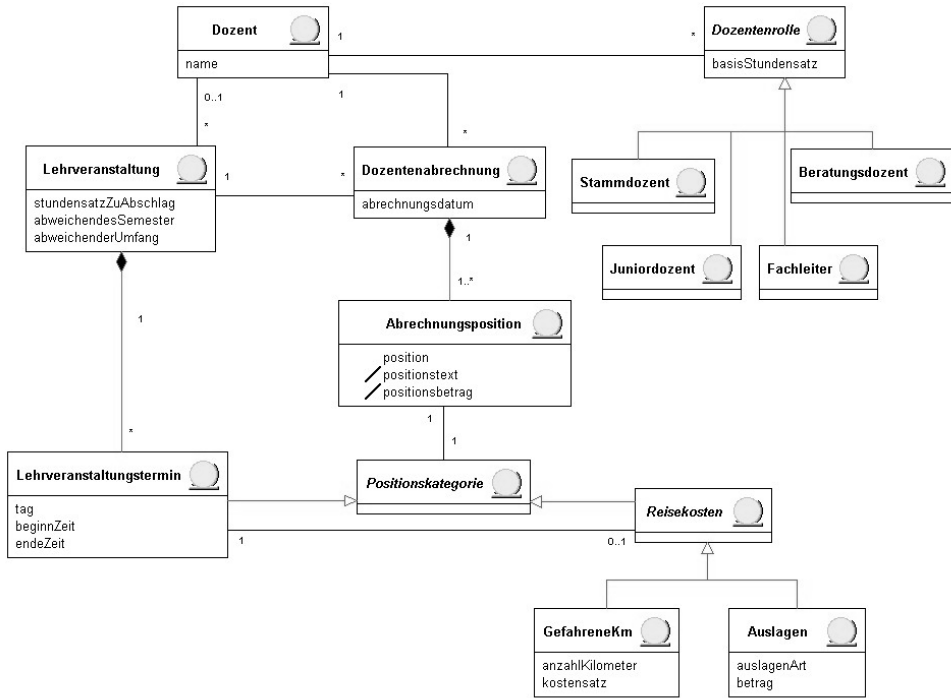 Dozent
name
1
*
Dozentenrolle
basisStundensatz
0..1
*
1
*
Lehrveranstaltung
stundensatzZuAbschlag
abweichendesSemester
abweichenderUmfang
1
*
Dozentenabrechnung
abrechnungsdatum
Stammdozent
Beratungsdozent
Juniordozent
Fachleiter
1
1..*
1
*
Abrechnungsposition
position
positionstext
positionsbetrag
1
1
Lehrveranstaltungstermin
tag
beginnZeit
endeZeit
Positionskategorie
Reisekosten
1
0..1
GefahreneKm
anzahlKilometer
kostensatz
Auslagen
auslagenArt
betrag